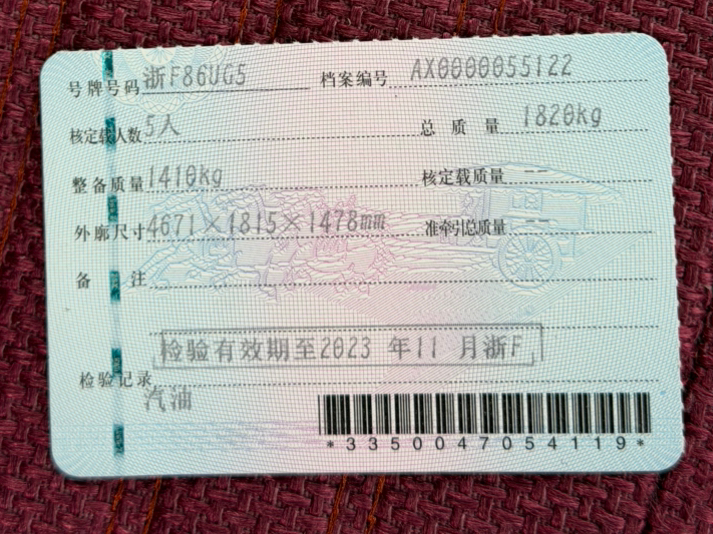 号牌号码 浙F86UG5 档案编号 AX0000055122
核定载人数 5人 总质量 1820kg
整备质量 1410kg 核定载质量 --
外廓尺寸 4671×1815×1478mm 准牵引总质量 --
备注
检验有效期至2023年11月浙F
检验记录
汽油
*3350047054119*